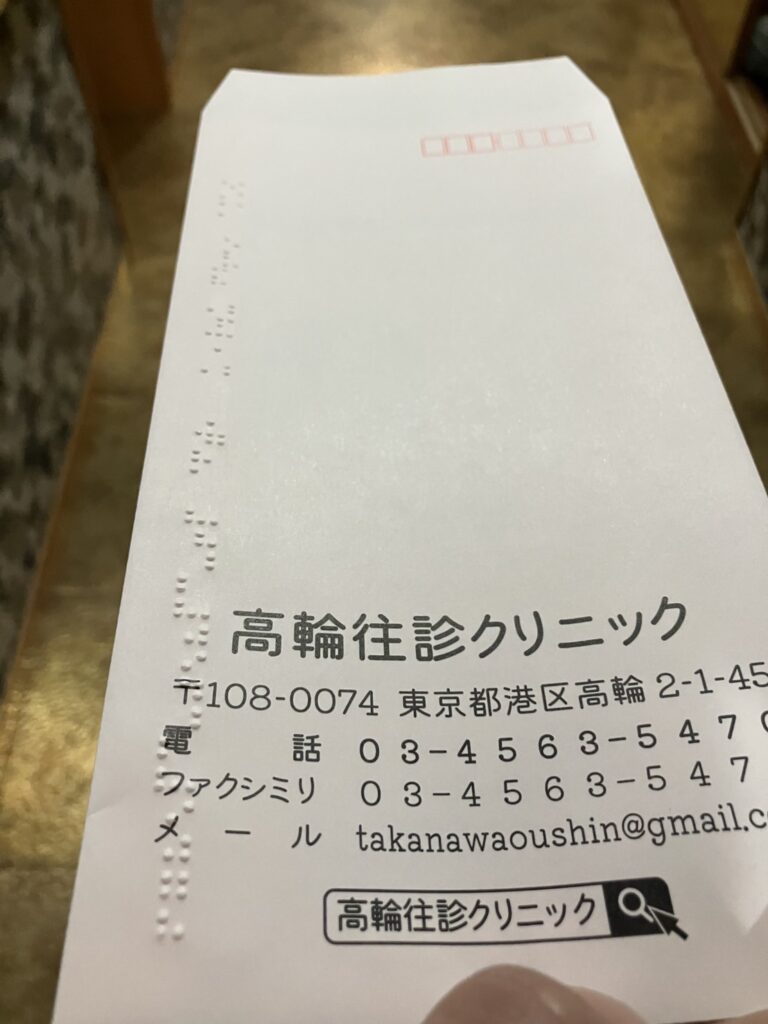 高輪往診クリニック
〒108-0074 東京都港区高輪 2-1-45
電話 03-4563-547
ファクシミリ 03-4563-547
メール takanawaoushin@gmail.c
高輪往診クリニック